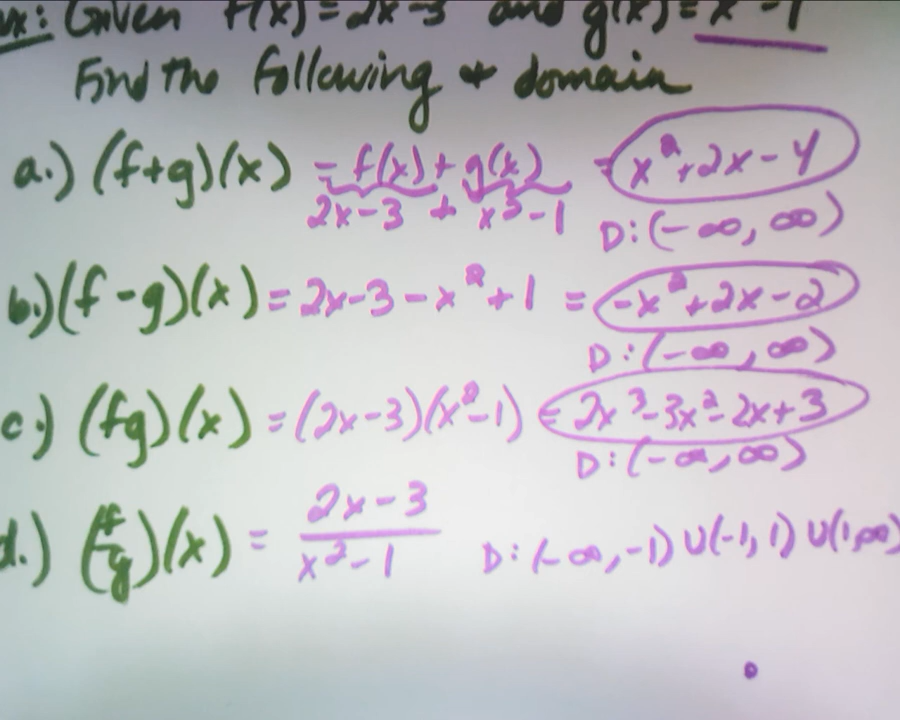 Ex: Given f(x) = 2x - 3 and g(x) = x² - 1
Find the following + domain
a.) (f+g)(x) = f(x) + g(x) = x² + 2x - 4
2x - 3 + x² - 1 D: (-∞, ∞)
b.) (f - g)(x) = 2x - 3 - x² + 1 = -x² + 2x - 2
D: (-∞, ∞)
c.) (fg)(x) = (2x - 3)(x² - 1) = 2x³ - 3x² - 2x + 3
D: (-∞, ∞)
d.) (f/g)(x) = (2x - 3)/(x² - 1) D: (-∞, -1) ∪ (-1, 1) ∪ (1, ∞)